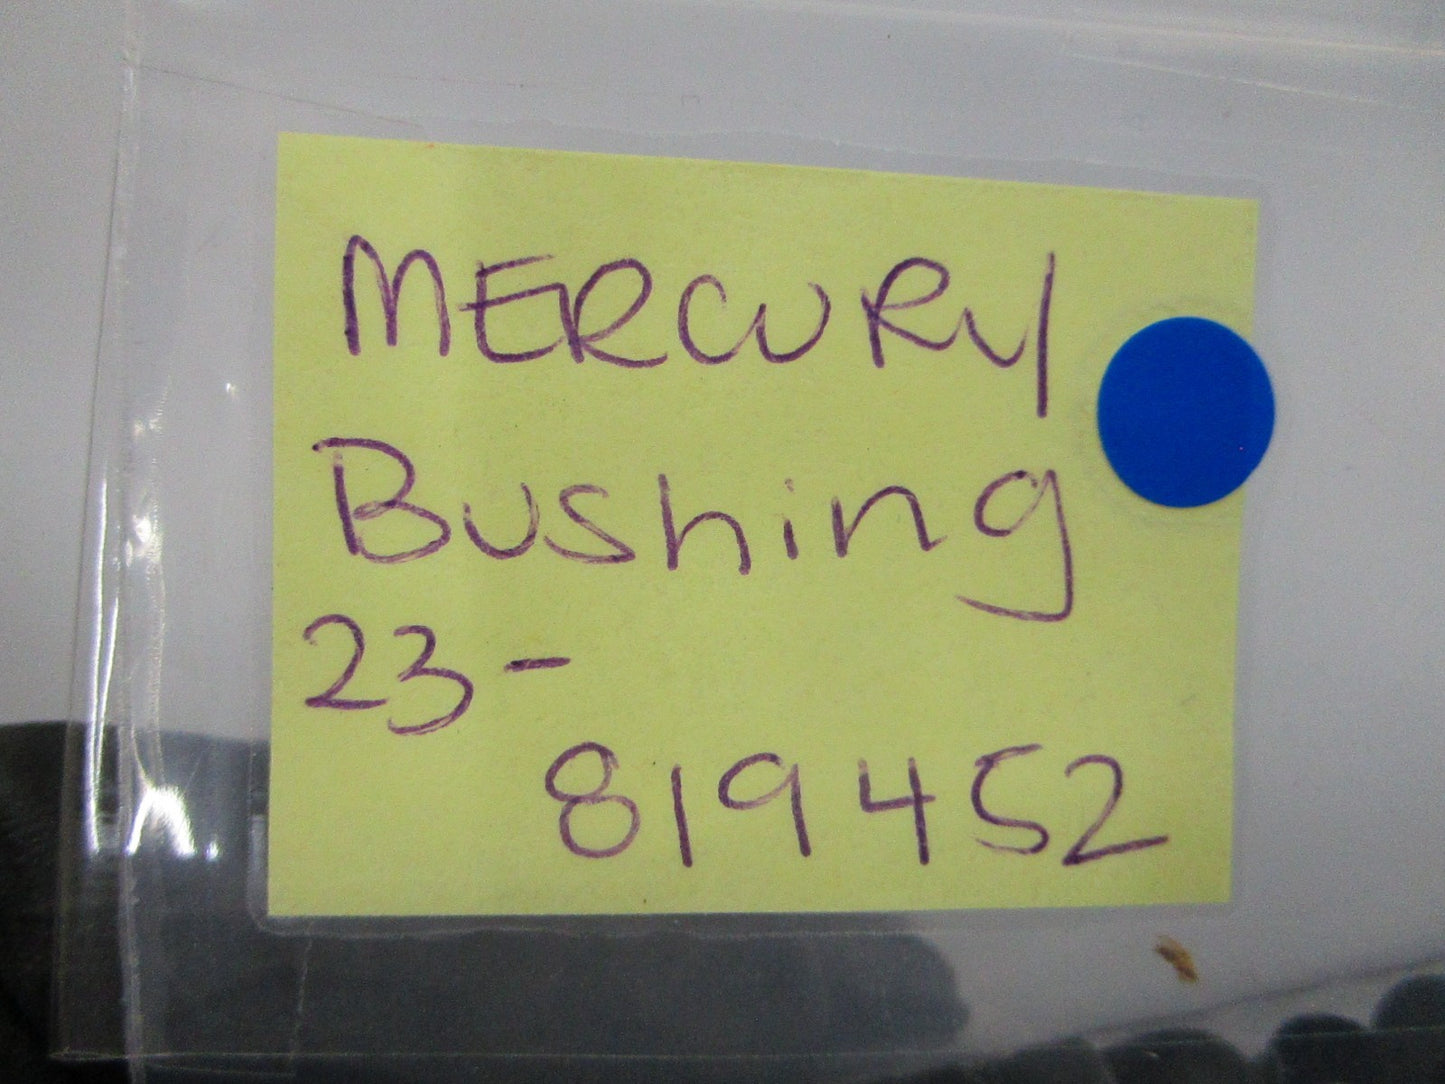 MERCURY
Bushing
23-
819452